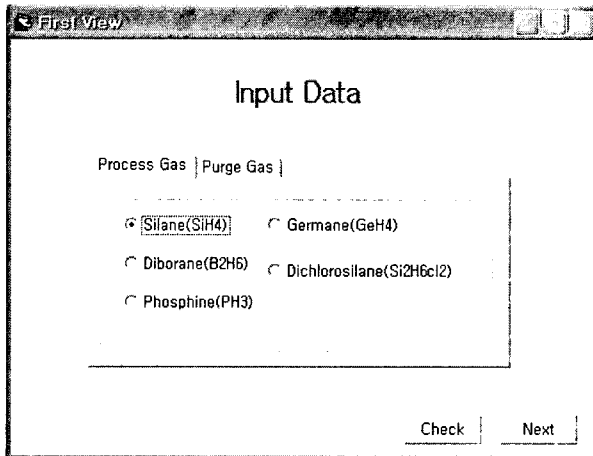 First View
Input Data
Process Gas Purge Gas
Silane(SiH4) Germane(GeH4)
Diborane(B2H6) Dichlorosilane(Si2H6cl2)
Phosphine(PH3)
Check Next